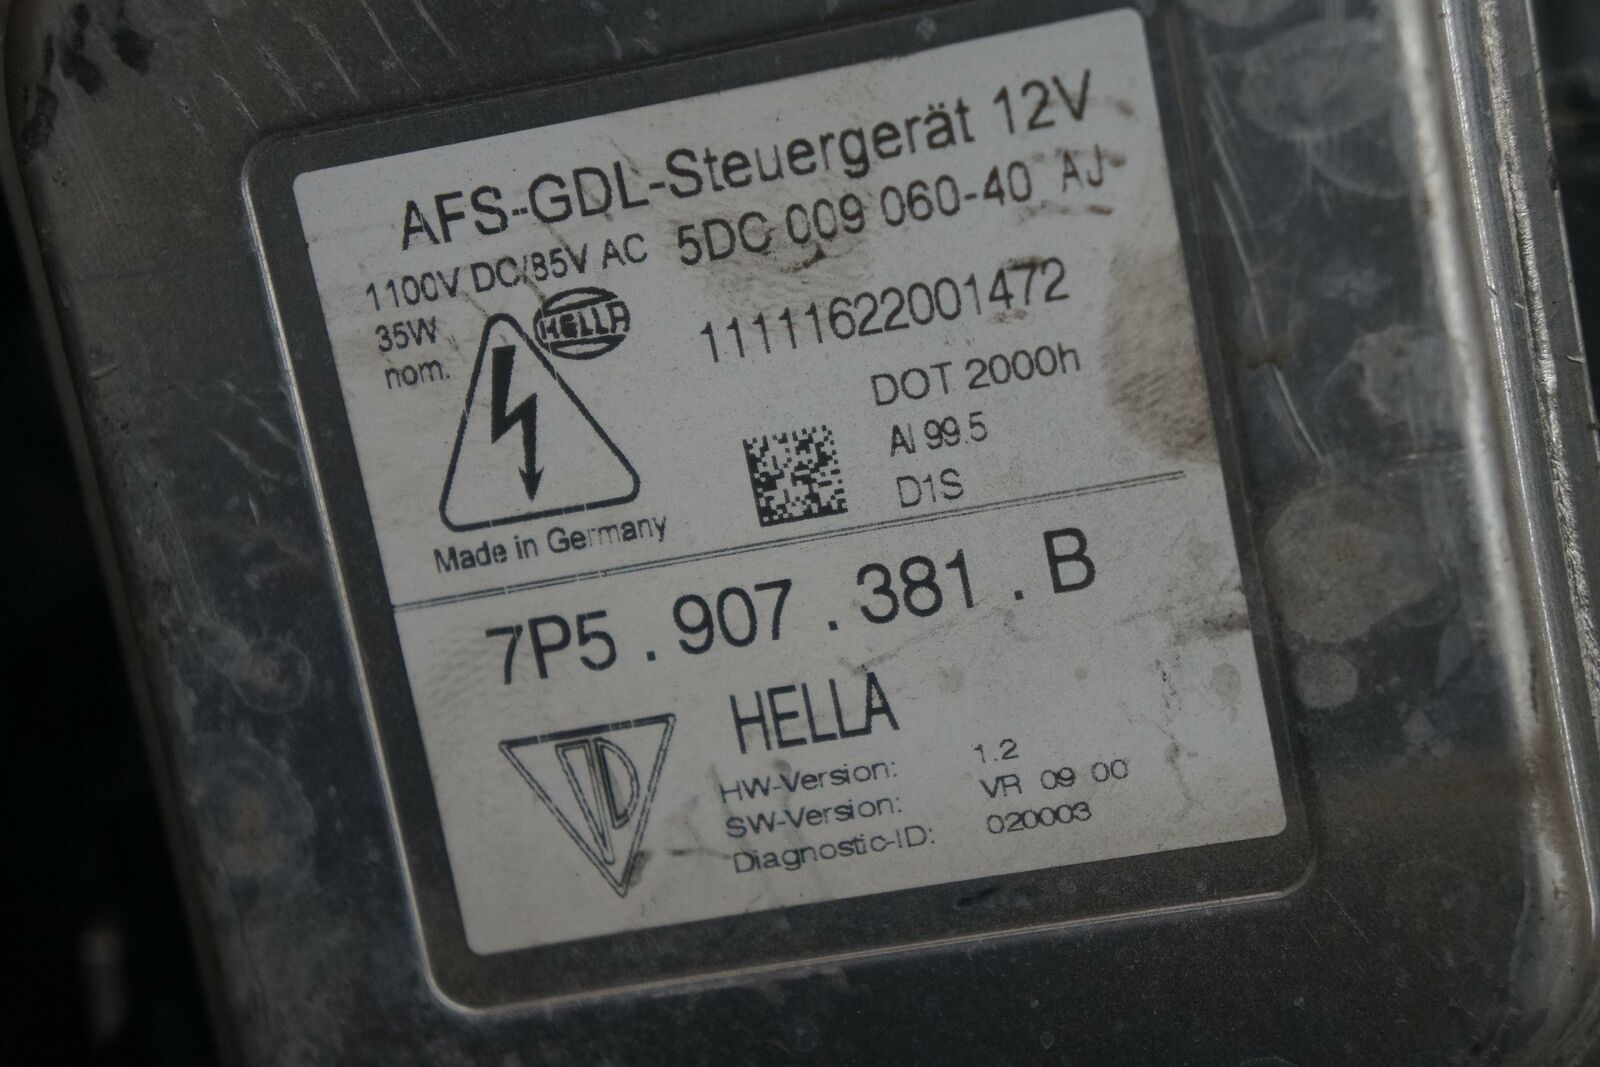 AFS-GDL-Steuergerät 12V
1100V DC/85V AC 5DC 009 060-40 AJ
35W
nom.
HELLA
11111622001472
DOT 2000h
Al 99.5
D1S
Made in Germany
7P5 . 907 . 381 . B
HELLA
HW-Version: 1.2
SW-Version: VR 09 00
Diagnostic-ID: 020003